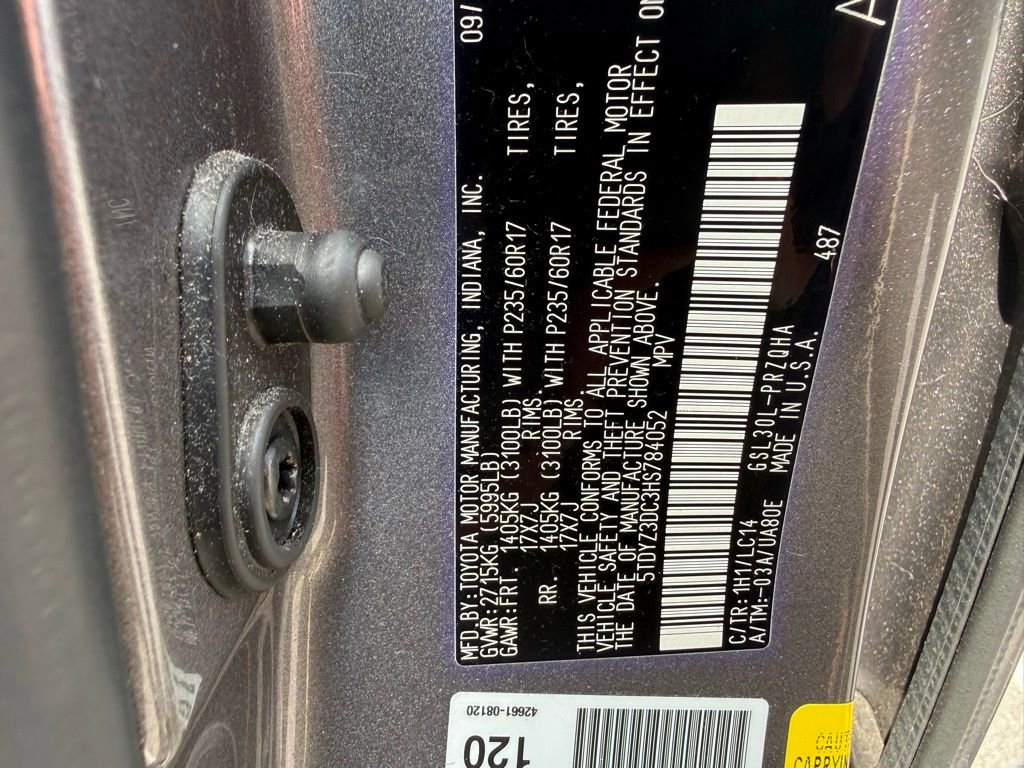 MFD.BY:TOYOTA MOTOR MANUFACTURING, INDIANA, INC. 09/
GAWR:2715KG (5995LB)
GAWR:FRT. 1405KG (3100LB) WITH P235/60R17 TIRES,
17X7J RIMS.
RR. 1405KG (3100LB) WITH P235/60R17 TIRES,
17X7J RIMS.
THIS VEHICLE CONFORMS TO ALL APPLICABLE FEDERAL MOTOR
VEHICLE SAFETY AND THEFT PREVENTION STANDARDS IN EFFECT ON
THE DATE OF MANUFACTURE SHOWN ABOVE.
5TDYZ3DC3HS784052 MPV
487
C/TR:1H1/LC14 GSL30L-PRZQHA
A/TM:-03A/UA80E MADE IN U.S.A.
A
42661-08120
120
CAUT
CARRYIN